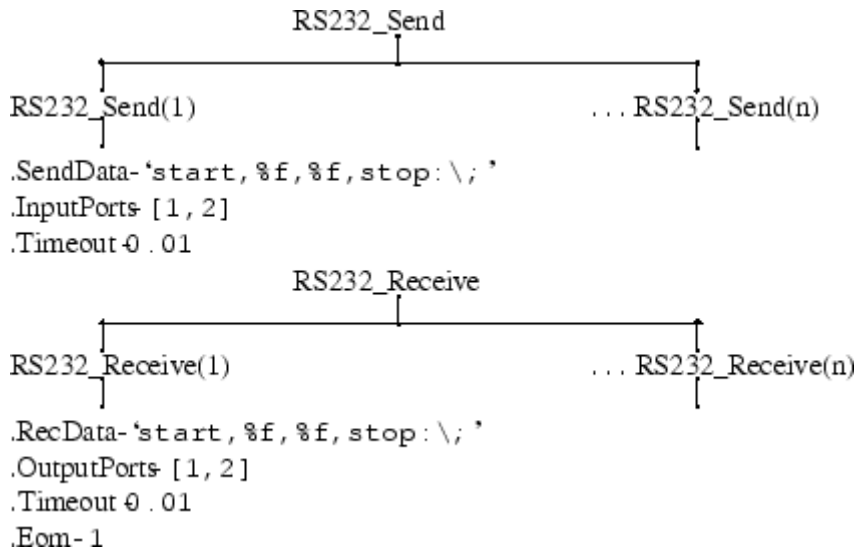 RS232_Send
RS232_Send(1)
. . . RS232_Send(n)
.SendData-‘start,%f,%f,stop:\;’
.InputPorts-[1,2]
.Timeout-0.01
RS232_Receive
RS232_Receive(1)
. . . RS232_Receive(n)
.RecData-‘start,%f,%f,stop:\;’
.OutputPorts-[1,2]
.Timeout-0.01
.Eom-1